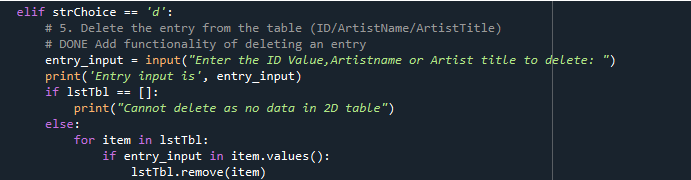 elif strChoice == 'd':
    # 5. Delete the entry from the table (ID/ArtistName/ArtistTitle)
    # DONE Add functionality of deleting an entry
    entry_input = input("Enter the ID Value,Artistname or Artist title to delete: ")
    print('Entry input is', entry_input)
    if lstTbl == []:
        print("Cannot delete as no data in 2D table")
    else:
        for item in lstTbl:
            if entry_input in item.values():
                lstTbl.remove(item)